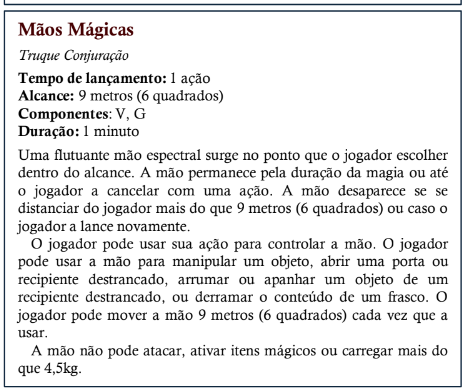 Mãos Mágicas
Truque Conjuração
Tempo de lançamento: 1 ação
Alcance: 9 metros (6 quadrados)
Componentes: V, G
Duração: 1 minuto
Uma flutuante mão espectral surge no ponto que o jogador escolher
dentro do alcance. A mão permanece pela duração da magia ou até
o jogador a cancelar com uma ação. A mão desaparece se se
distanciar do jogador mais do que 9 metros (6 quadrados) ou caso o
jogador a lance novamente.
O jogador pode usar sua ação para controlar a mão. O jogador
pode usar a mão para manipular um objeto, abrir uma porta ou
recipiente destrancado, arrumar ou apanhar um objeto de um
recipiente destrancado, ou derramar o conteúdo de um frasco. O
jogador pode mover a mão 9 metros (6 quadrados) cada vez que a
usar.
A mão não pode atacar, ativar itens mágicos ou carregar mais do
que 4,5kg.